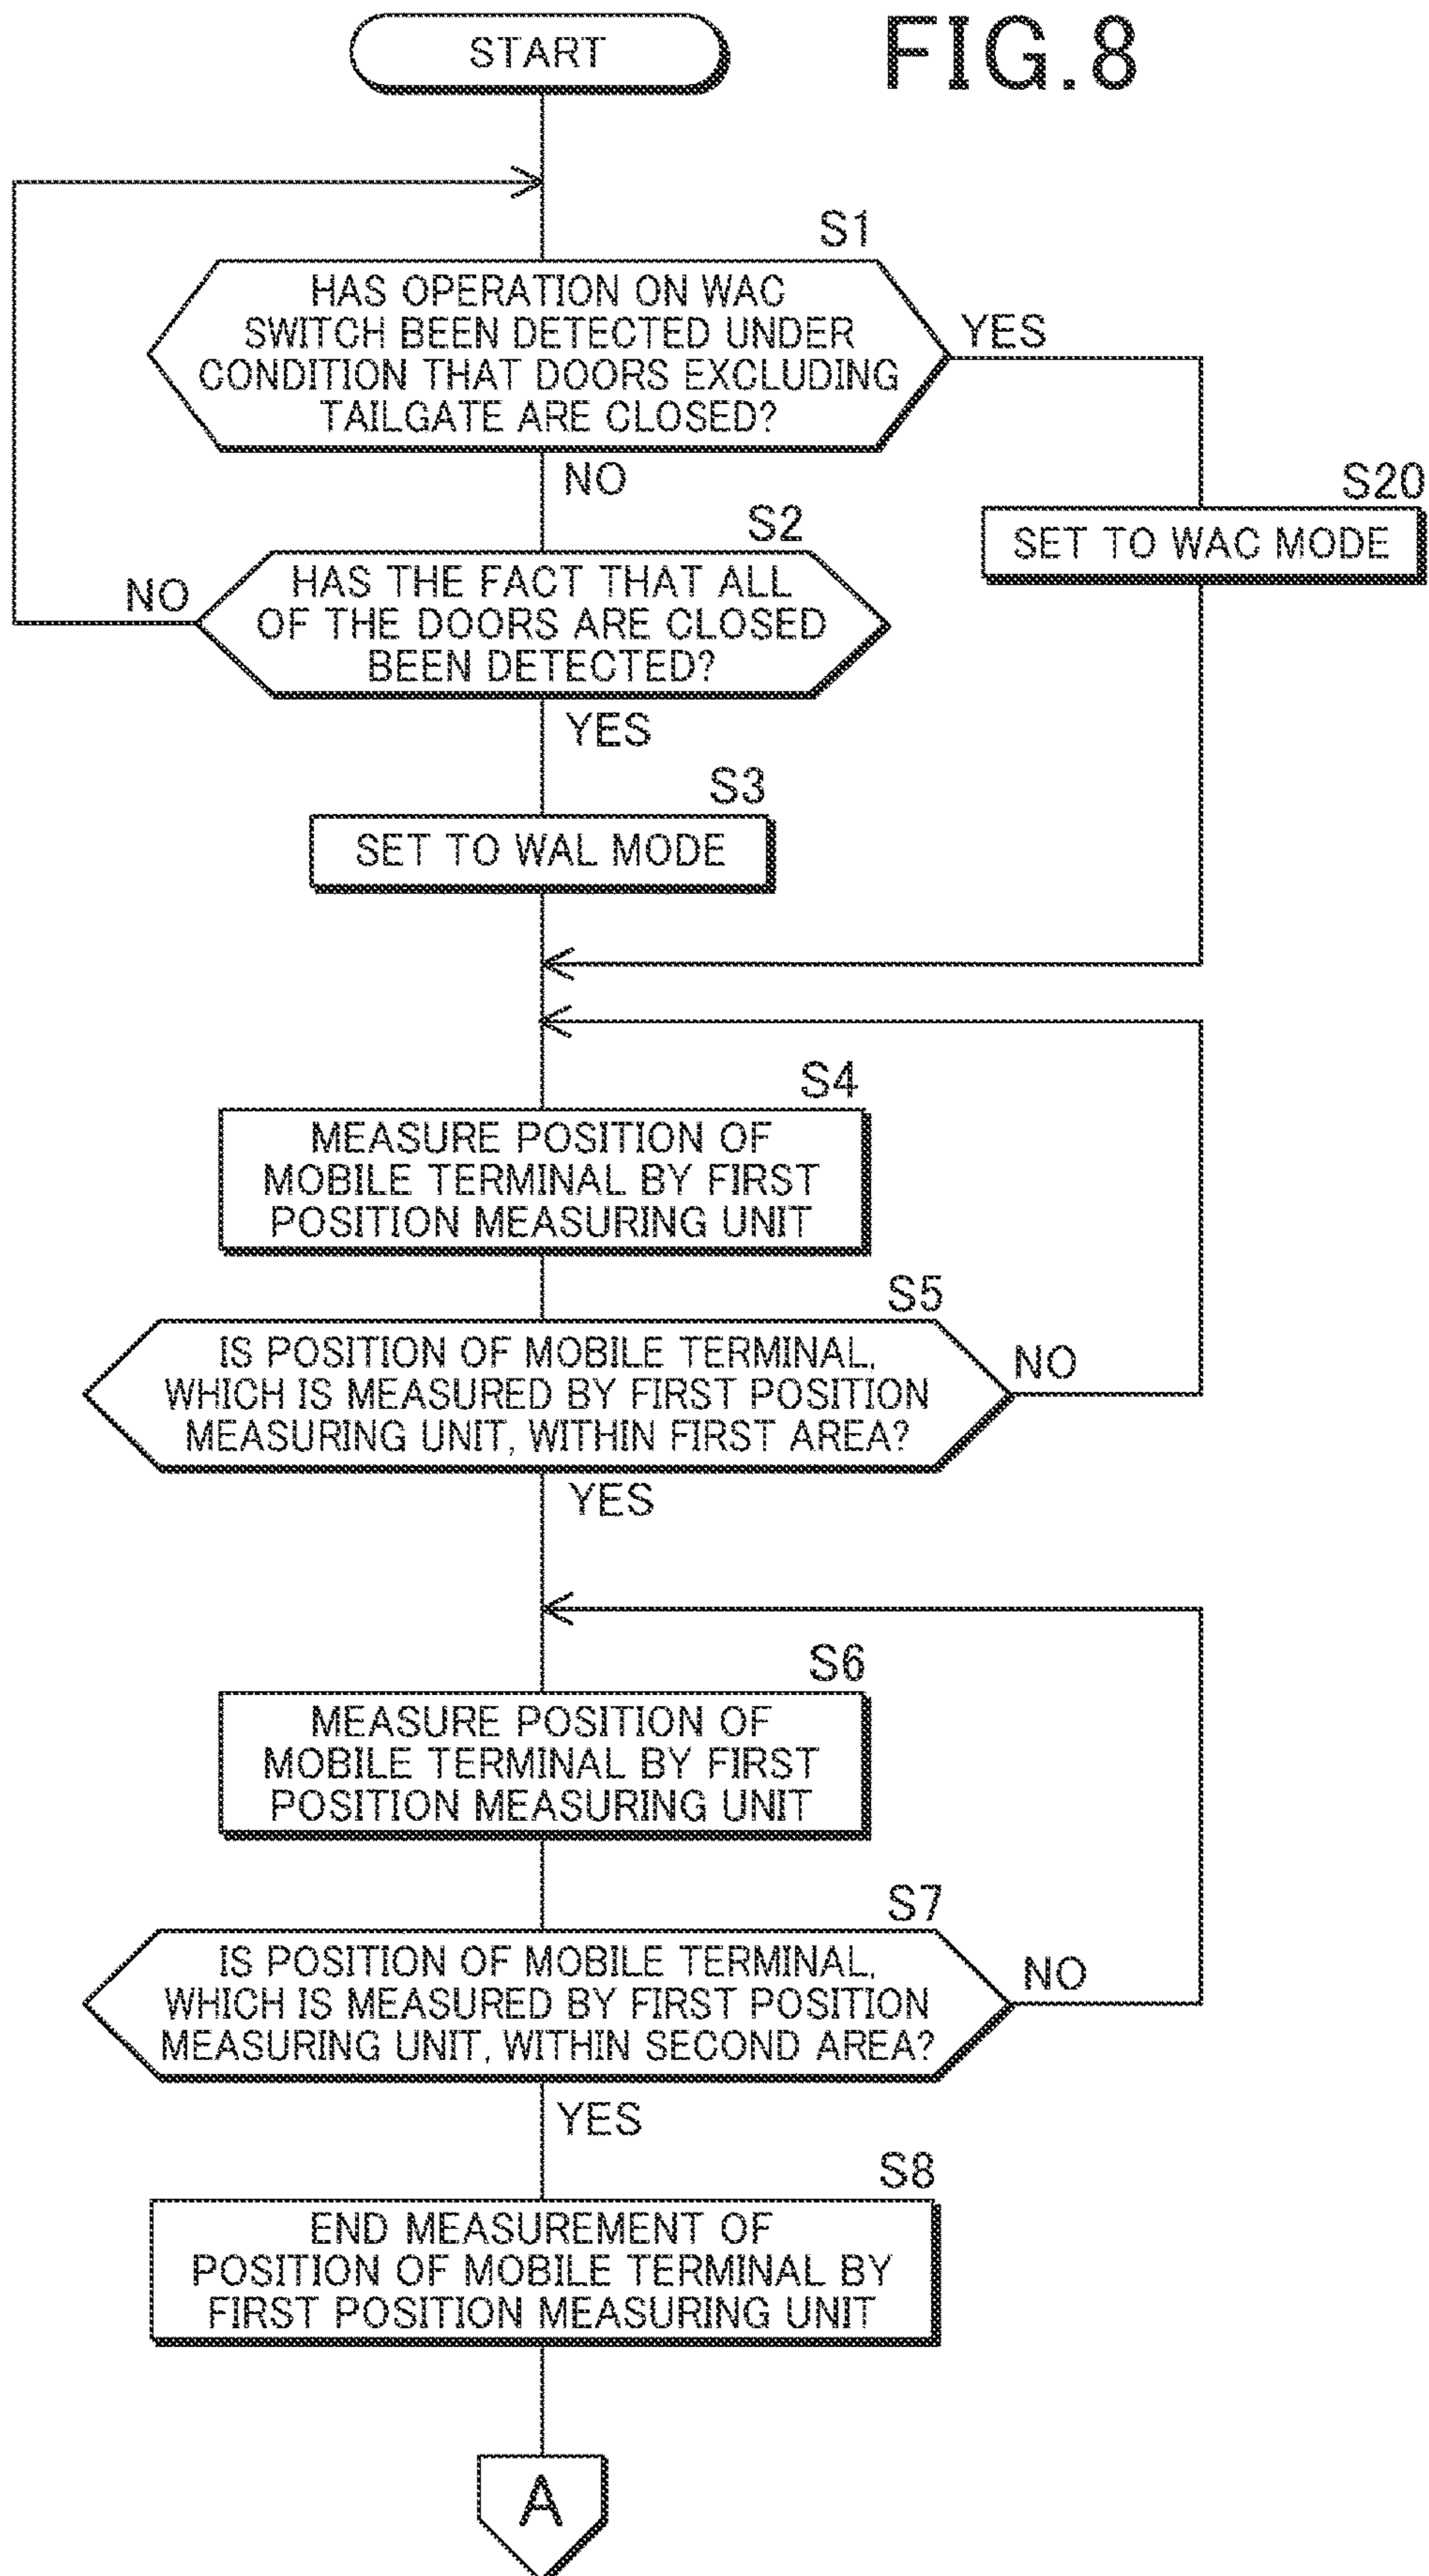 START
FIG.8
S1
HAS OPERATION ON WAC
SWITCH BEEN DETECTED UNDER
CONDITION THAT DOORS EXCLUDING
TAILGATE ARE CLOSED?
YES
NO
S20
SET TO WAC MODE
S2
HAS THE FACT THAT ALL
OF THE DOORS ARE CLOSED
BEEN DETECTED?
NO
YES
S3
SET TO WAL MODE
S4
MEASURE POSITION OF
MOBILE TERMINAL BY FIRST
POSITION MEASURING UNIT
S5
IS POSITION OF MOBILE TERMINAL,
WHICH IS MEASURED BY FIRST POSITION
MEASURING UNIT, WITHIN FIRST AREA?
NO
YES
S6
MEASURE POSITION OF
MOBILE TERMINAL BY FIRST
POSITION MEASURING UNIT
S7
IS POSITION OF MOBILE TERMINAL,
WHICH IS MEASURED BY FIRST POSITION
MEASURING UNIT, WITHIN SECOND AREA?
NO
YES
S8
END MEASUREMENT OF
POSITION OF MOBILE TERMINAL BY
FIRST POSITION MEASURING UNIT
A